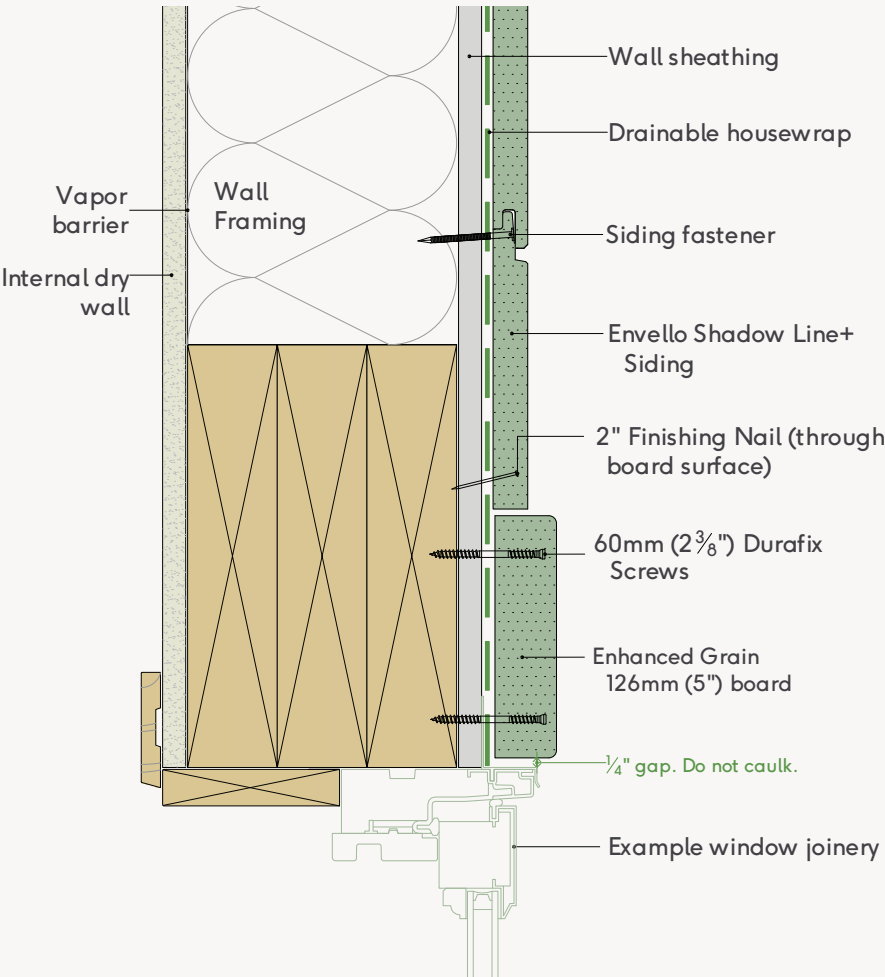 Wall sheathing
Drainable housewrap
Vapor
barrier
Wall
Framing
Siding fastener
Internal dry
wall
Envello Shadow Line+
Siding
2" Finishing Nail (through
board surface)
60mm (2⅜") Durafix
Screws
Enhanced Grain
126mm (5") board
¼" gap. Do not caulk.
Example window joinery